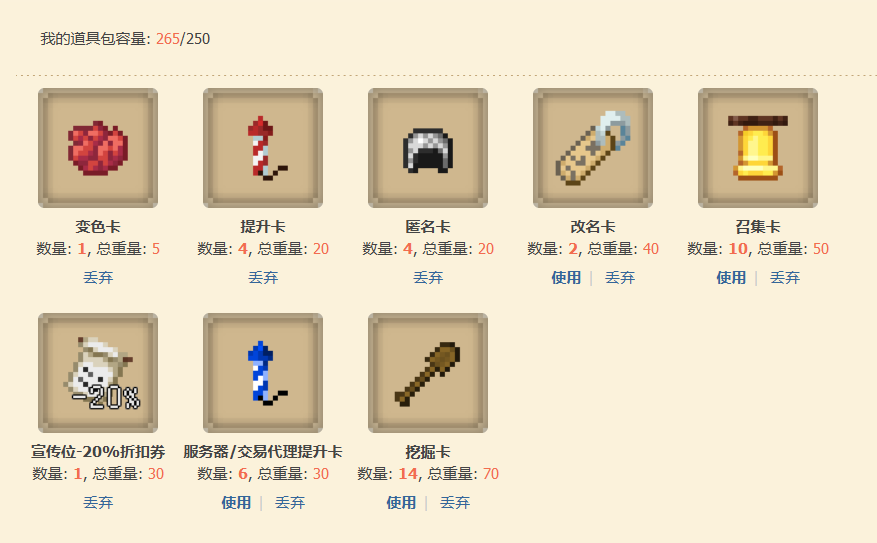 我的道具包容量: 265/250
变色卡 提升卡 匿名卡 改名卡 召集卡
数量: 1, 总重量: 5 数量: 4, 总重量: 20 数量: 4, 总重量: 20 数量: 2, 总重量: 40 数量: 10, 总重量: 50
丢弃 丢弃 丢弃 使用 | 丢弃 使用 | 丢弃
-20%
宣传位-20%折扣券 服务器/交易代理提升卡 挖掘卡
数量: 1, 总重量: 30 数量: 6, 总重量: 30 数量: 14, 总重量: 70
丢弃 使用 | 丢弃 使用 | 丢弃